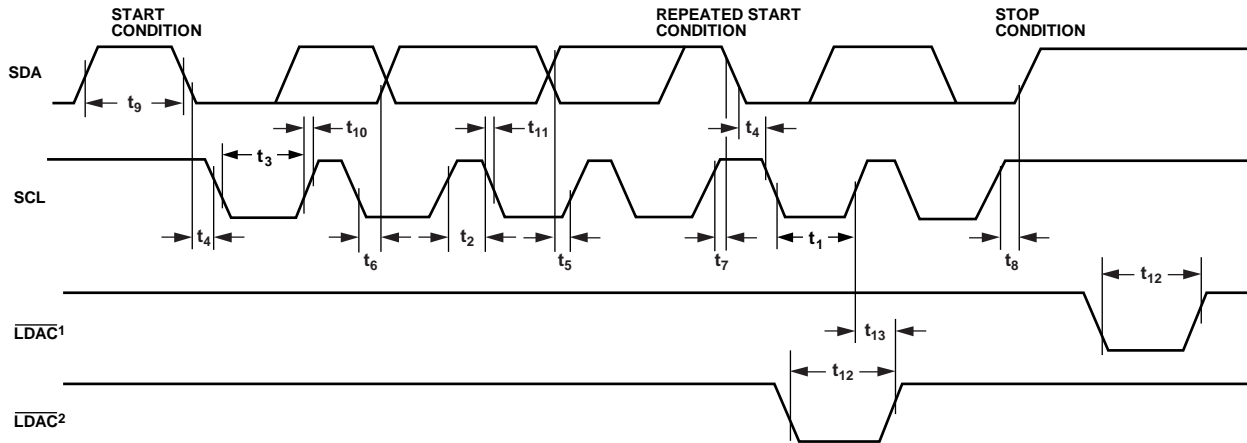 START
CONDITION
REPEATED START
CONDITION
STOP
CONDITION
SDA
t9
t10
t11
t4
t3
SCL
t4
t6
t2
t5
t7
t1
t8
t12
LDAC1
t13
t12
LDAC2